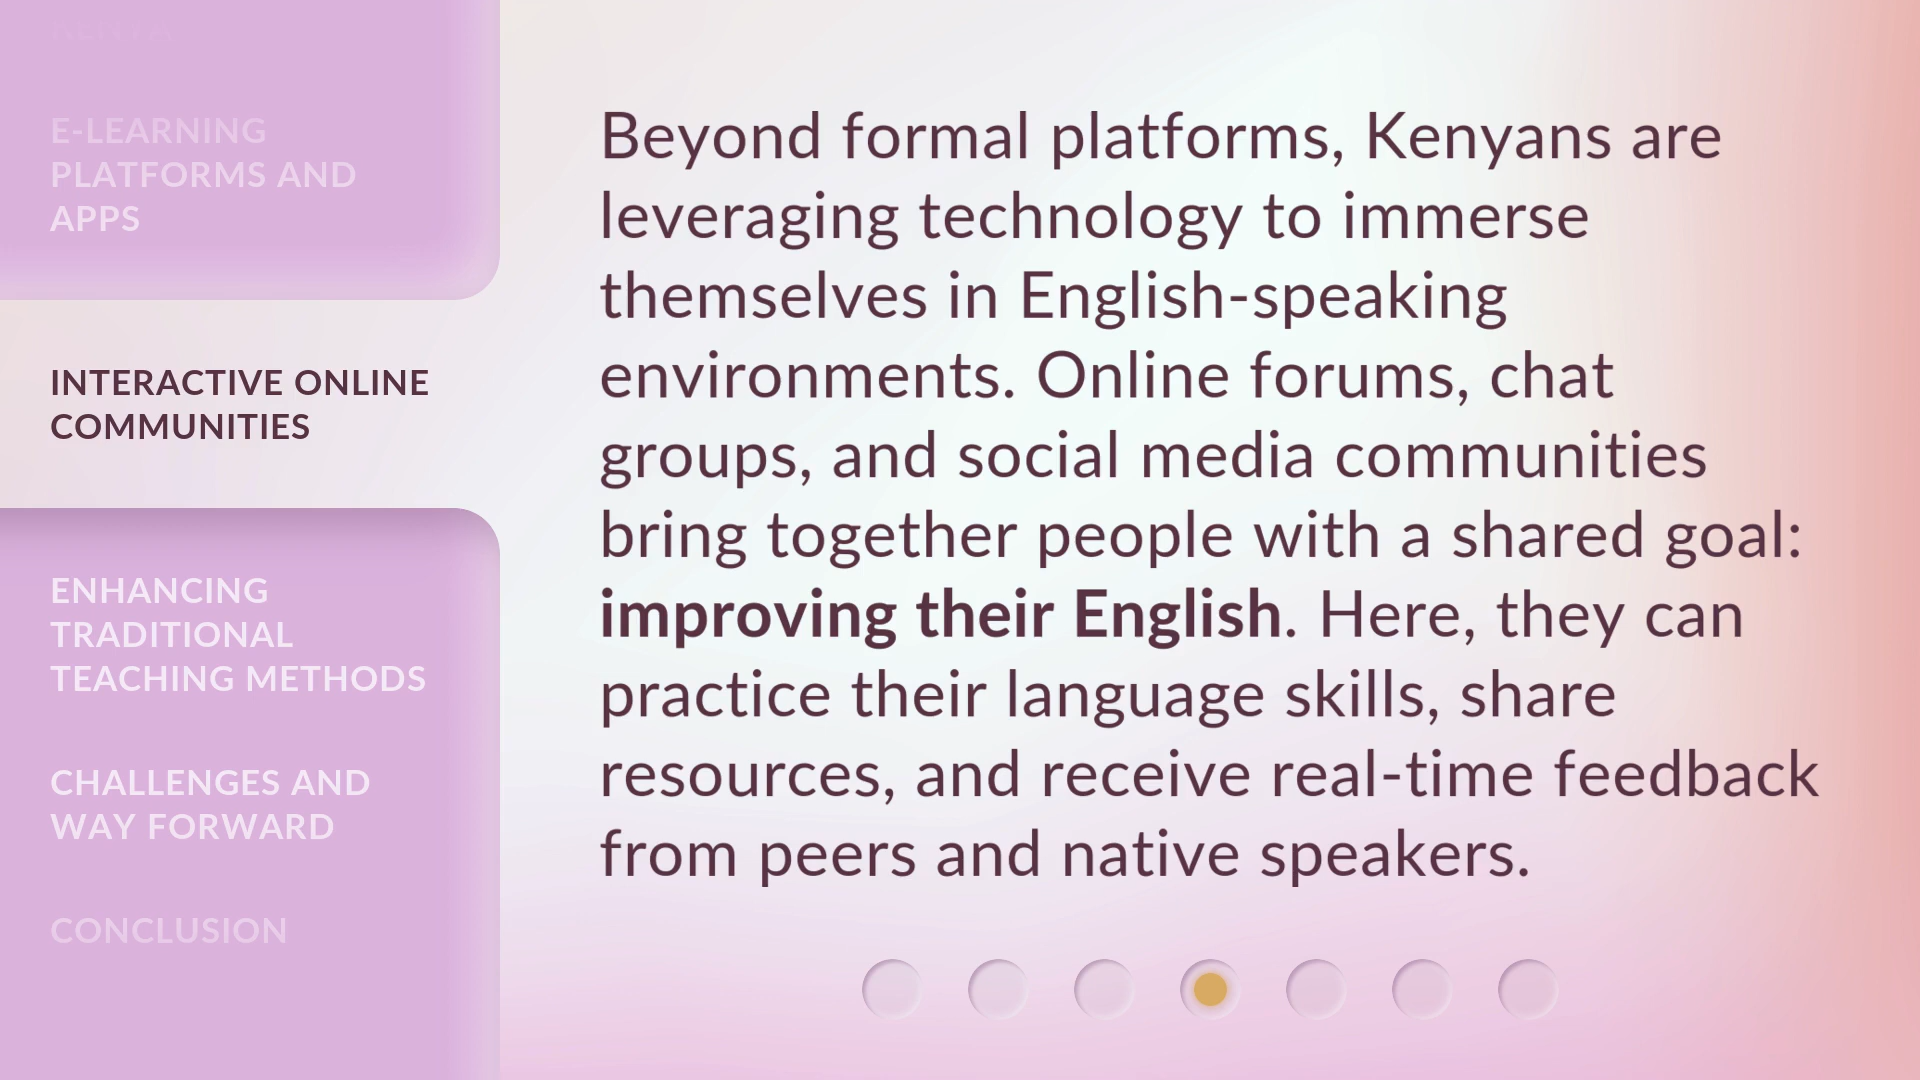 E-LEARNING
PLATFORMS AND
APPS
INTERACTIVE ONLINE
COMMUNITIES
ENHANCING
TRADITIONAL
TEACHING METHODS
CHALLENGES AND
WAY FORWARD
CONCLUSION
Beyond formal platforms, Kenyans are
leveraging technology to immerse
themselves in English-speaking
environments. Online forums, chat
groups, and social media communities
bring together people with a shared goal:
improving their English. Here, they can
practice their language skills, share
resources, and receive real-time feedback
from peers and native speakers.